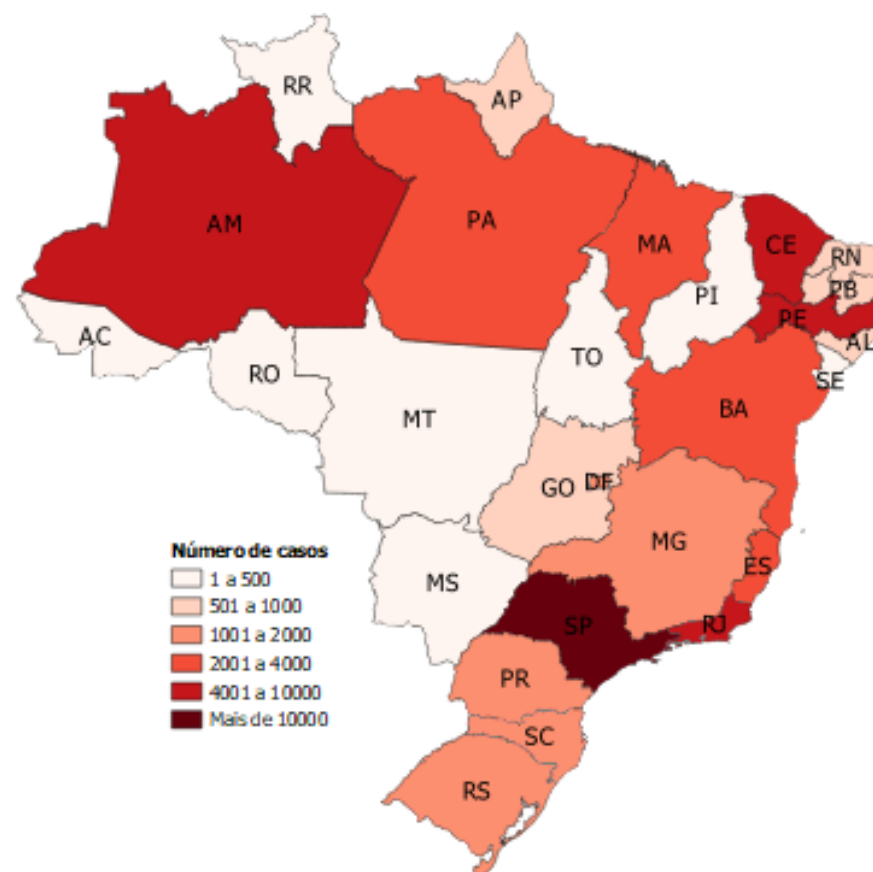 RR
AP
AM
PA
MA
CE
RN
PI
PB
PE
AL
AC
RO
TO
SE
MT
BA
GO
DF
MG
MS
ES
SP
RJ
PR
SC
RS
Número de casos
1 a 500
501 a 1000
1001 a 2000
2001 a 4000
4001 a 10000
Mais de 10000